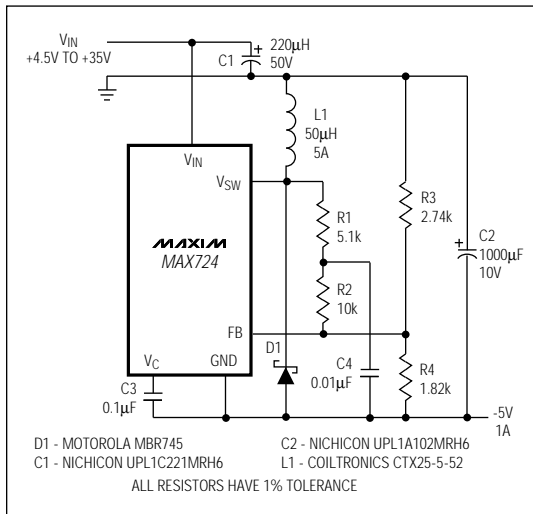 V_IN
+4.5V TO +35V
C1
+
220μH
50V
L1
50μH
5A
V_IN
V_SW
MAXIM
MAX724
R1
5.1k
R2
10k
R3
2.74k
+
C2
1000μF
10V
FB
D1
V_C
GND
C3
0.1μF
C4
0.01μF
R4
1.82k
-5V
1A
D1 - MOTOROLA MBR745
C2 - NICHICON UPL1A102MRH6
C1 - NICHICON UPL1C221MRH6
L1 - COILTRONICS CTX25-5-52
ALL RESISTORS HAVE 1% TOLERANCE